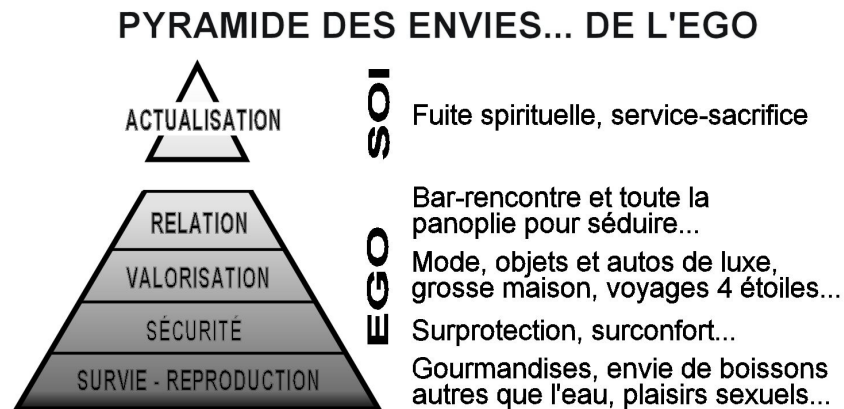 PYRAMIDE DES ENVIES... DE L'EGO
ACTUALISATION
SOI
Fuite spirituelle, service-sacrifice
EGO
RELATION
Bar-rencontre et toute la
panoplie pour séduire...
VALORISATION
Mode, objets et autos de luxe,
grosse maison, voyages 4 étoiles...
SÉCURITÉ
Surprotection, surconfort...
SURVIE - REPRODUCTION
Gourmandises, envie de boissons
autres que l'eau, plaisirs sexuels...